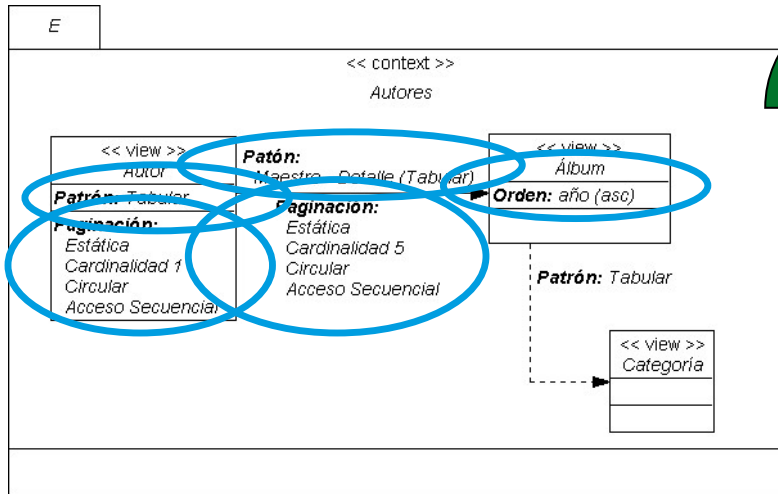 E
<< context >>
Autores
<< view >>
Autor
Patrón: Tabular
Paginación:
Estática
Cardinalidad 1
Circular
Acceso Secuencial
Patón:
Maestro - Detalle (Tabular)
Paginación:
Estática
Cardinalidad 5
Circular
Acceso Secuencial
<< view >>
Álbum
Orden: año (asc)
Patrón: Tabular
<< view >>
Categoría